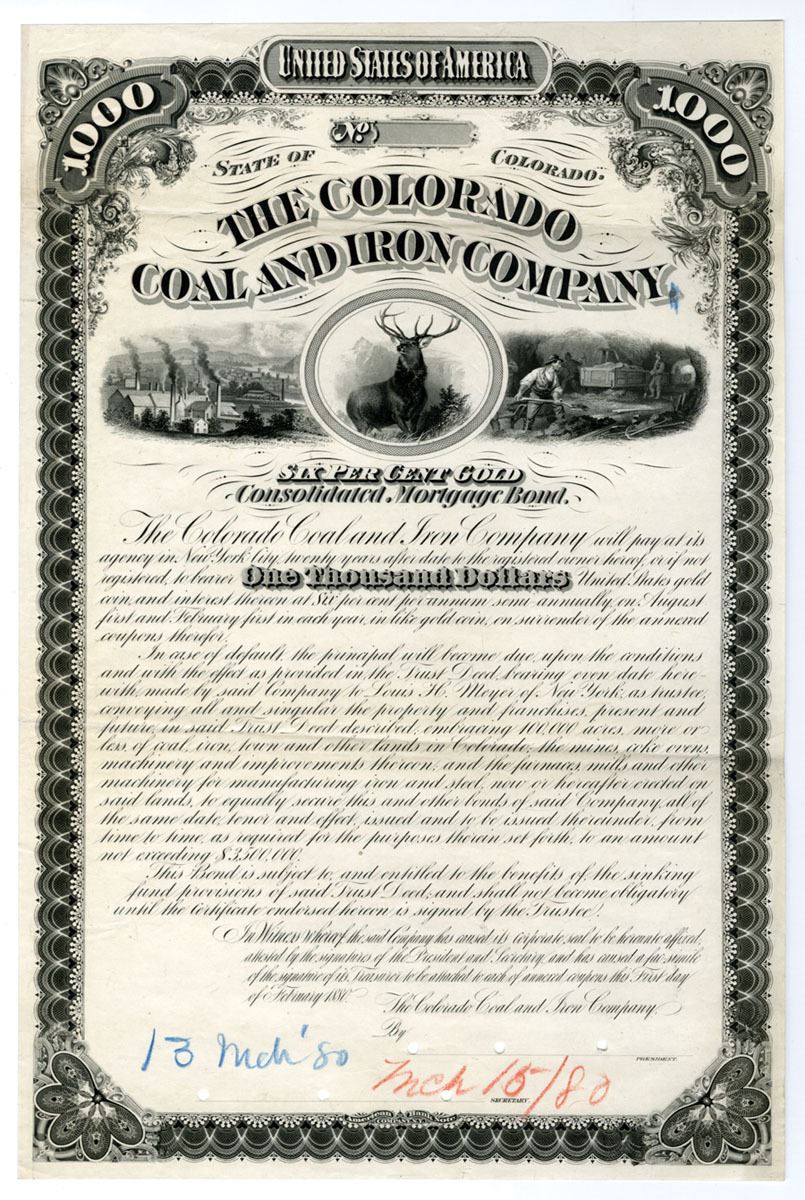 UNITED STATES OF AMERICA
1000
1000
No.
STATE OF COLORADO.
THE COLORADO
COAL AND IRON COMPANY
SIX PER CENT GOLD
Consolidated Mortgage Bond.
The Colorado Coal and Iron Company will pay at its
agency in New York City, twenty years after date to the registered owner hereof, or if not
registered, to bearer One Thousand Dollars United States gold
coin, and interest thereon at Six per cent per annum semi-annually, on August
first and February first in each year, in like gold coin, on surrender of the annexed
coupons therefor.
In case of default, the principal will become due, upon the conditions
and with the effect as provided in the Trust Deed, bearing even date here-
with, made by said Company to Louis H. Meyer of New York, as trustee,
conveying all and singular the property and franchises, present and
future, in said Trust Deed described, embracing 100,000 acres, more or
less of coal, iron, town and other lands in Colorado, the mines, coke ovens,
machinery and improvements thereon, and the furnaces, mills and other
machinery for manufacturing iron and steel, now or hereafter erected on
said lands, to equally secure this and other bonds of said Company, all of
the same date, tenor and effect, issued and to be issued thereunder, from
time to time, as required for the purposes therein set forth, to an amount
not exceeding $3,500,000.
This Bond is subject to, and entitled to the benefits of the sinking
fund provisions of said Trust Deed, and shall not become obligatory
until the certificate endorsed hereon is signed by the Trustee.
In Witness whereof the said Company has caused its corporate seal to be hereunto affixed,
attested by the signatures of the President and Secretary, and has caused a fac-simile
of the signature of its Treasurer to be attached to each of annexed coupons this First day
of February 1880.
The Colorado Coal and Iron Company,
By
PRESIDENT.
13 Mch '80
Mch 15/80
SECRETARY.
American Bank Note
COMPANY, N.Y.